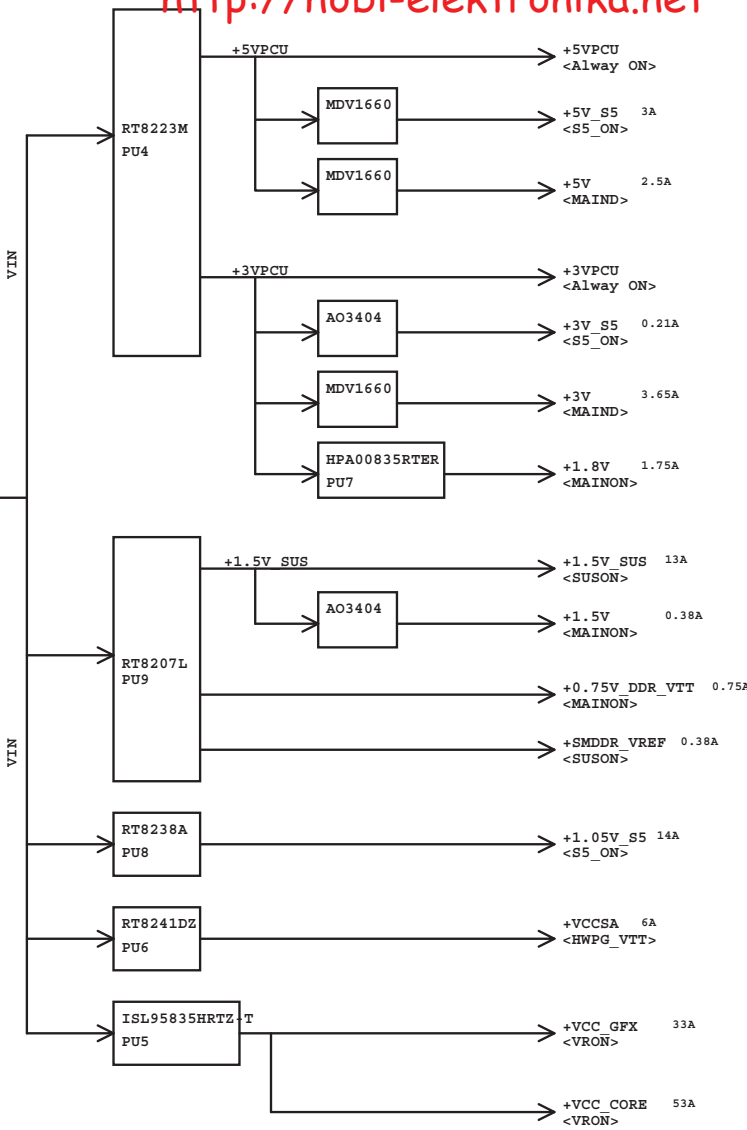 http://hobi-elektronika.net
+5VPCU
+5VPCU
<Alway ON>
MDV1660
+5V_S5 3A
<S5_ON>
RT8223M
PU4
MDV1660
+5V 2.5A
<MAIND>
VIN
+3VPCU
+3VPCU
<Alway ON>
AO3404
+3V_S5 0.21A
<S5_ON>
MDV1660
+3V 3.65A
<MAIND>
HPA00835RTER
PU7
+1.8V 1.75A
<MAINON>
+1.5V_SUS
+1.5V_SUS 13A
<SUSON>
AO3404
+1.5V 0.38A
<MAINON>
RT8207L
PU9
+0.75V_DDR_VTT 0.75A
<MAINON>
VIN
+SMDDR_VREF 0.38A
<SUSON>
RT8238A
PU8
+1.05V_S5 14A
<S5_ON>
RT8241DZ
PU6
+VCCSA 6A
<HWPG_VTT>
ISL95835HRTZ-T
PU5
+VCC_GFX 33A
<VRON>
+VCC_CORE 53A
<VRON>